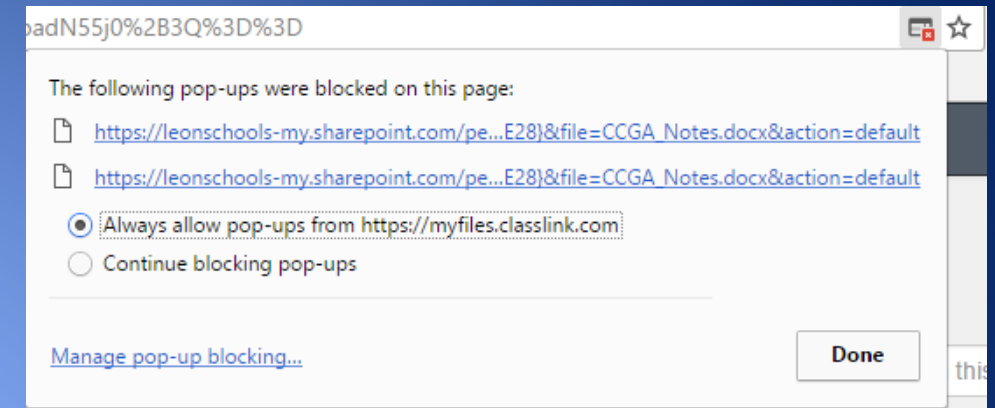 oadN55j0%2B3Q%3D%3D
The following pop-ups were blocked on this page:
https://leonschools-my.sharepoint.com/pe...E28}&file=CCGA_Notes.docx&action=default
https://leonschools-my.sharepoint.com/pe...E28}&file=CCGA_Notes.docx&action=default
Always allow pop-ups from https://myfiles.classlink.com
Continue blocking pop-ups
Manage pop-up blocking...
Done
this